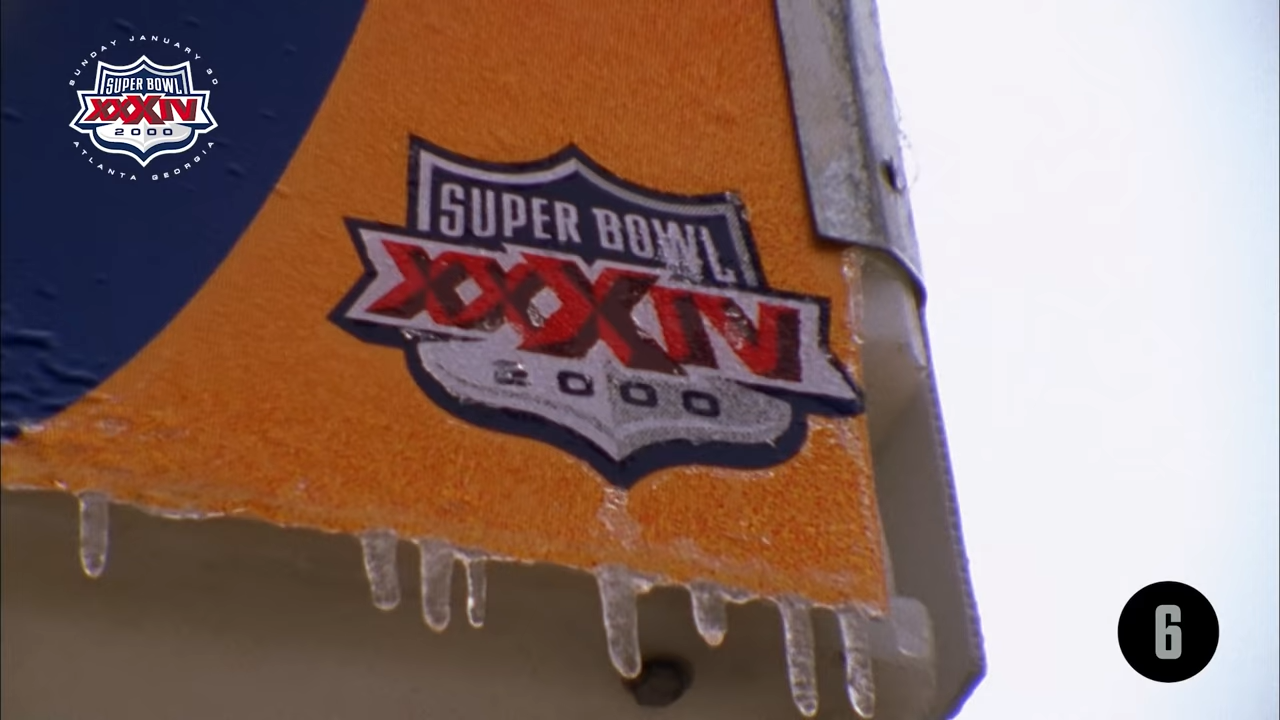 SUNDAY JANUARY 30
SUPER BOWL
XXXIV
2000
ATLANTA GEORGIA
SUPER BOWL
XXXIV
2000
6